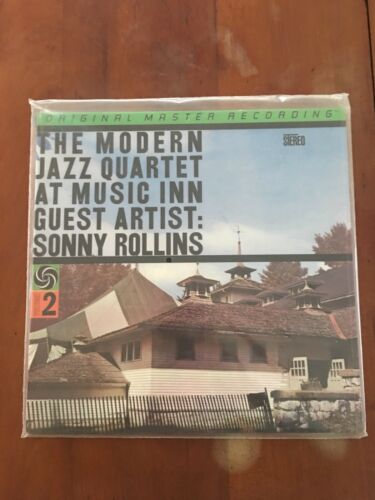 ORIGINAL MASTER RECORDING
STEREO
THE MODERN
JAZZ QUARTET
AT MUSIC INN
GUEST ARTIST:
SONNY ROLLINS
2